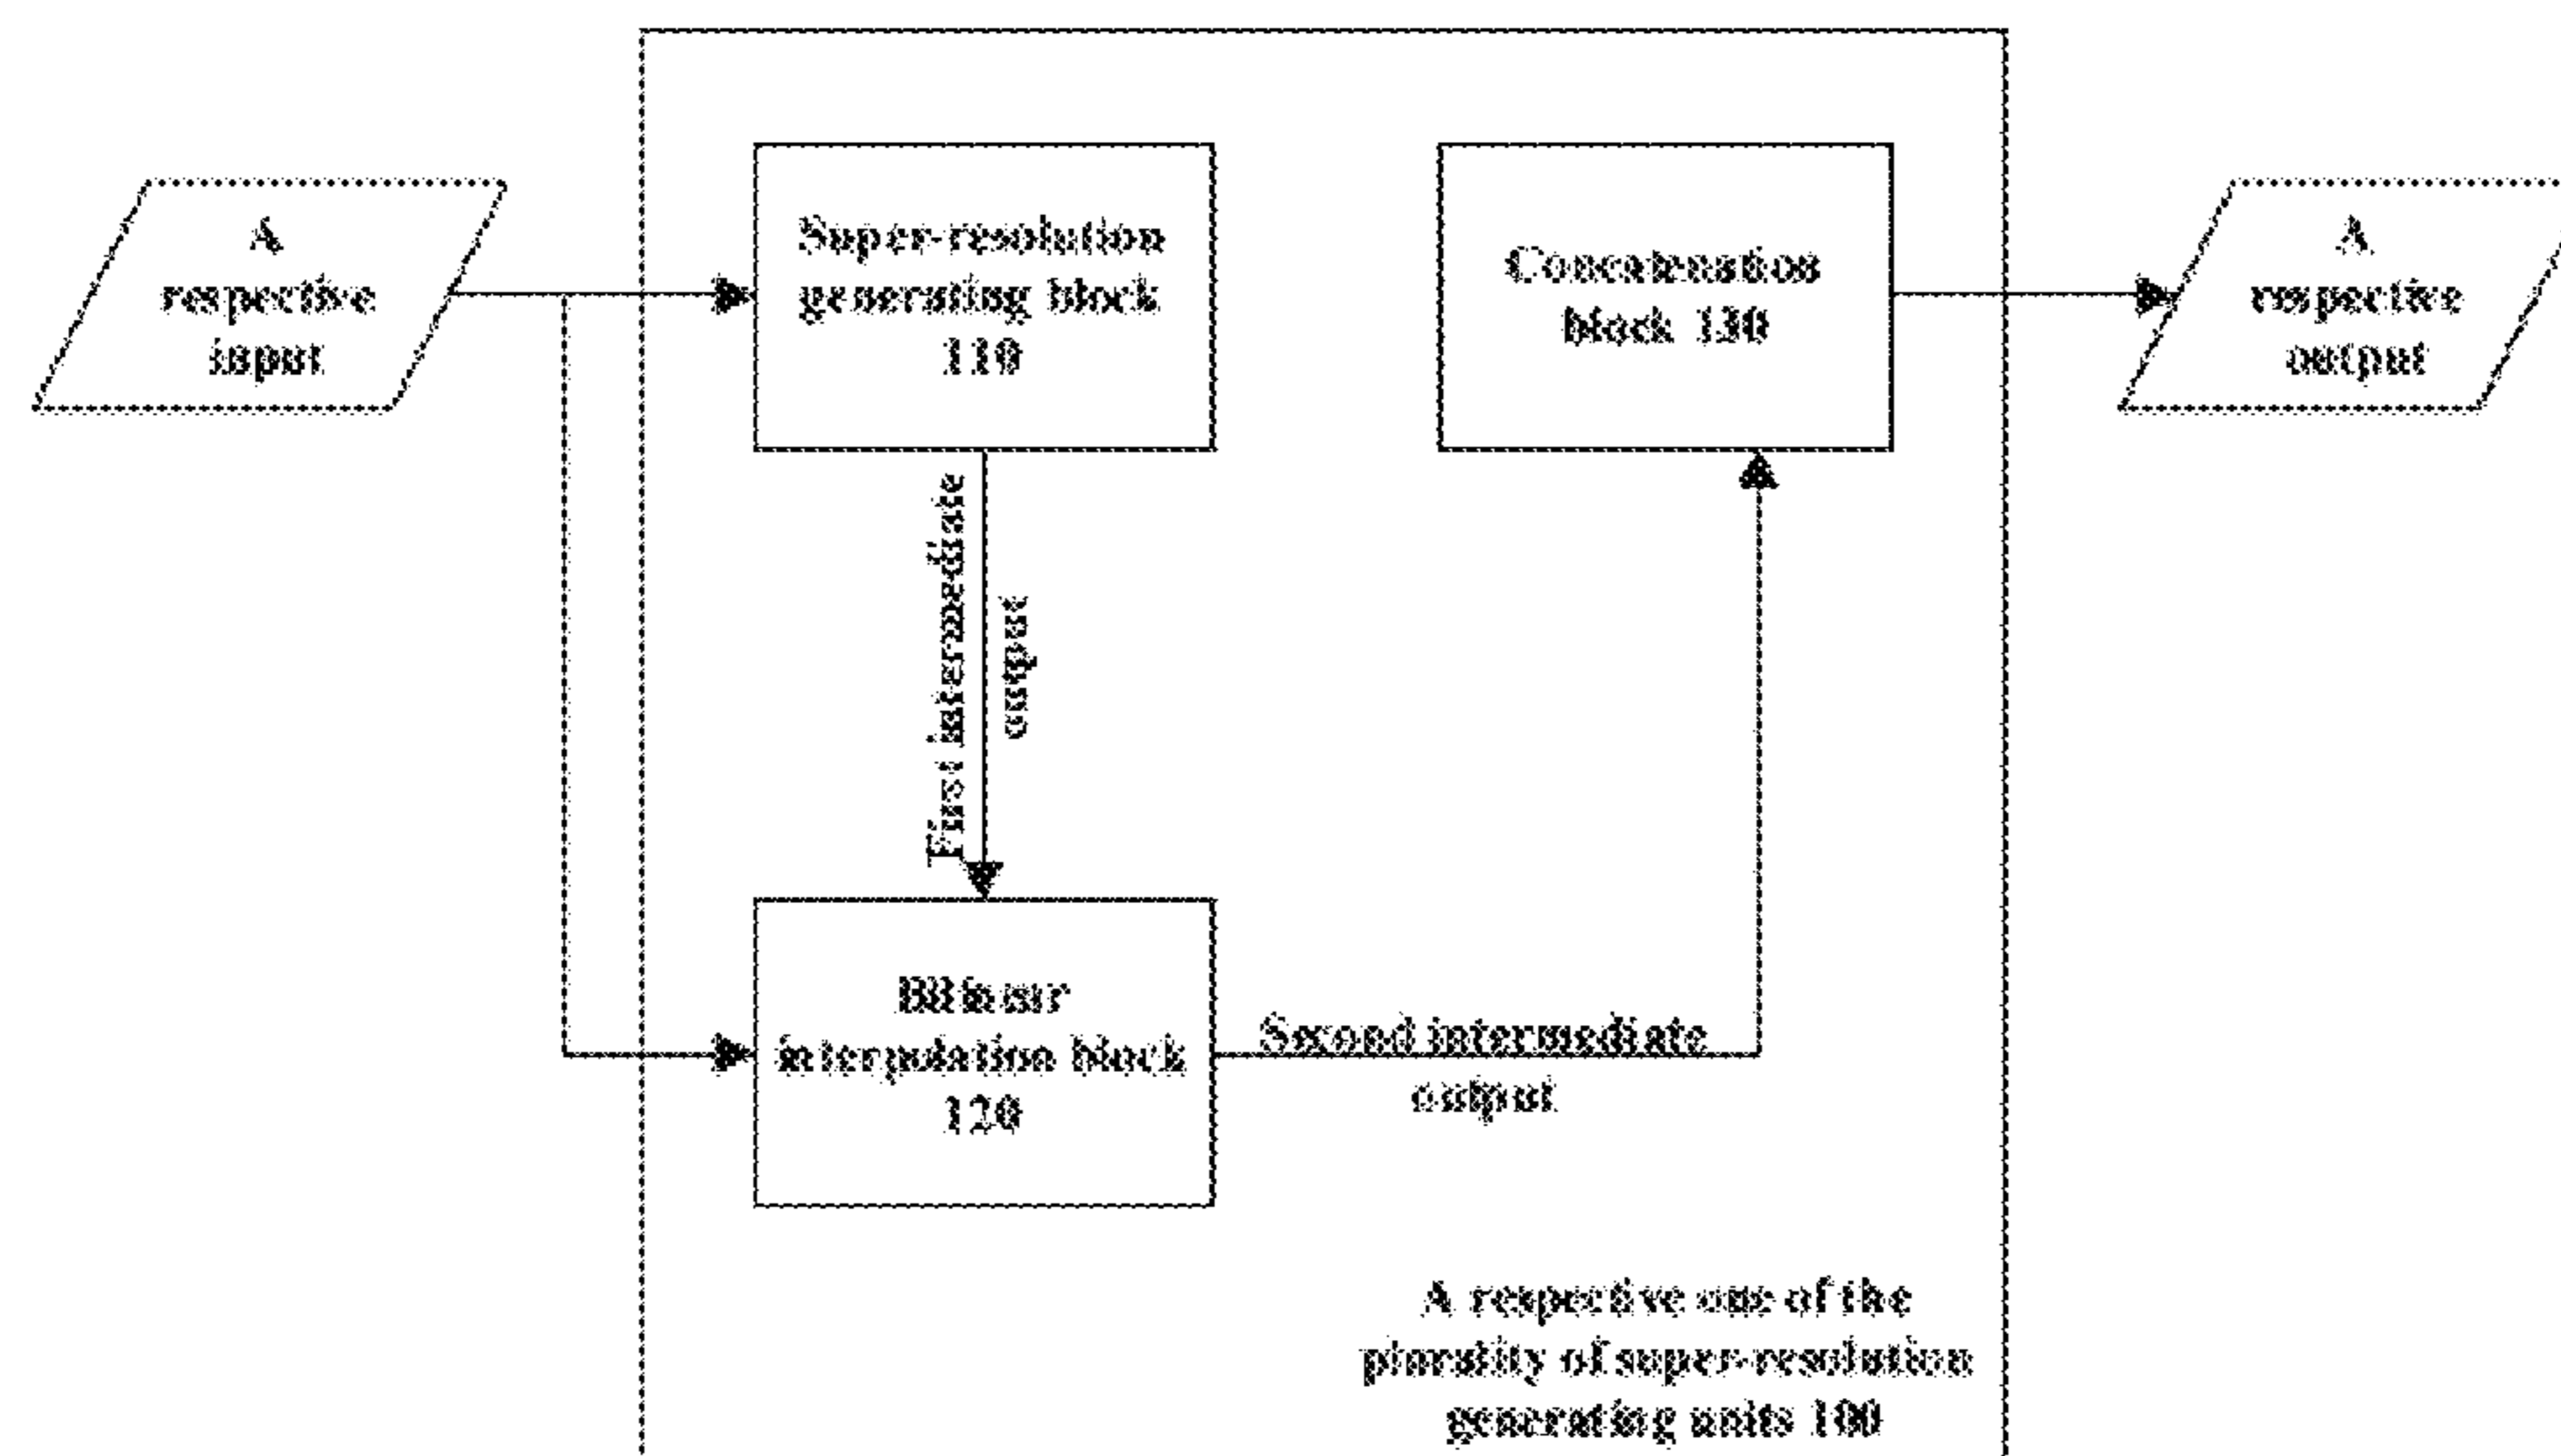 A
respective
input
Super-resolution
generating block
110
Concatenation
block 130
A
respective
output
First intermediate
output
Bilinear
interpolation block
120
Second intermediate
output
A respective one of the
plurality of super-resolution
generating units 100